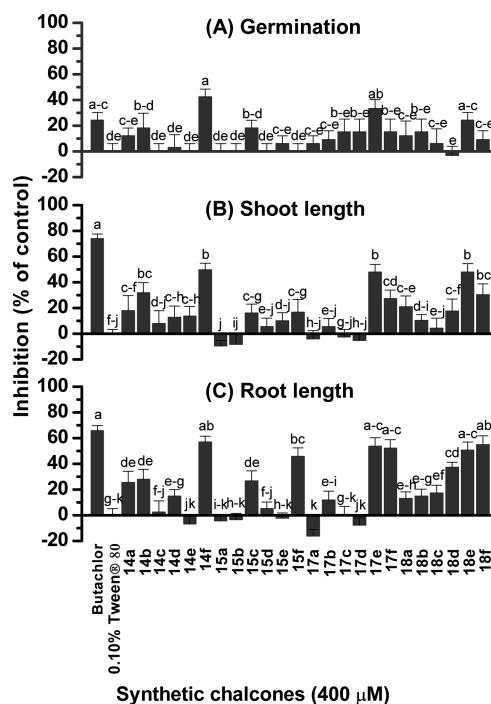 Inhibition (% of control)
(A) Germination
100
80
60
40
20
0
-20
a-c de c-e b-d de de de a de de b-d de c-e de c-e c-e b-e b-e ab b-e c-e b-e c-e e a-c c-e
(B) Shoot length
100
80
60
40
20
0
-20
a f-j c-f bc d-j c-h c-h b j ij c-g e-j d-j c-g h-j e-j g-j h-j b cd c-e d-i e-j c-h b bc
(C) Root length
100
80
60
40
20
0
-20
a g-k de de f-j e-g jk ab i-k h-k de f-j h-k bc k e-i g-k jk a-c a-c e-h e-g ef cd a-c ab
Butachlor
0.10% Tween® 80
14a
14b
14c
14d
14e
14f
15a
15b
15c
15d
15e
15f
17a
17b
17c
17d
17e
17f
18a
18b
18c
18d
18e
18f
Synthetic chalcones (400 μM)